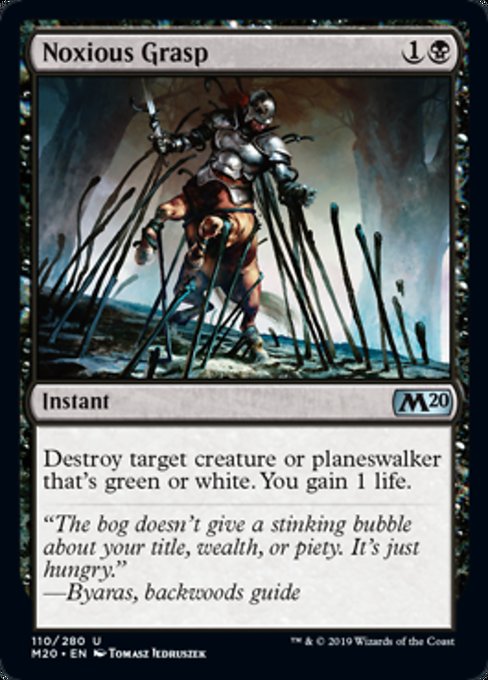 Noxious Grasp 1
Instant M20
Destroy target creature or planeswalker
that's green or white. You gain 1 life.
“The bog doesn't give a stinking bubble
about your title, wealth, or piety. It's just
hungry.”
—Byaras, backwoods guide
110/280 U ™ & © 2019 Wizards of the Coast
M20 • EN Tomasz Jedruszek